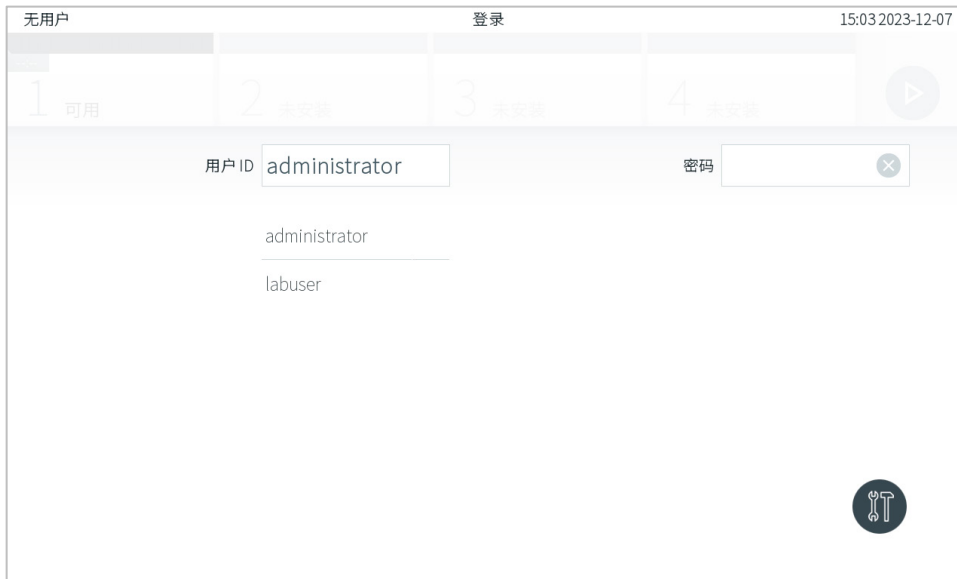 无用户 登录 15:03 2023-12-07
1 可用 2 未安装 3 未安装 4 未安装
用户 ID administrator 密码
administrator
labuser